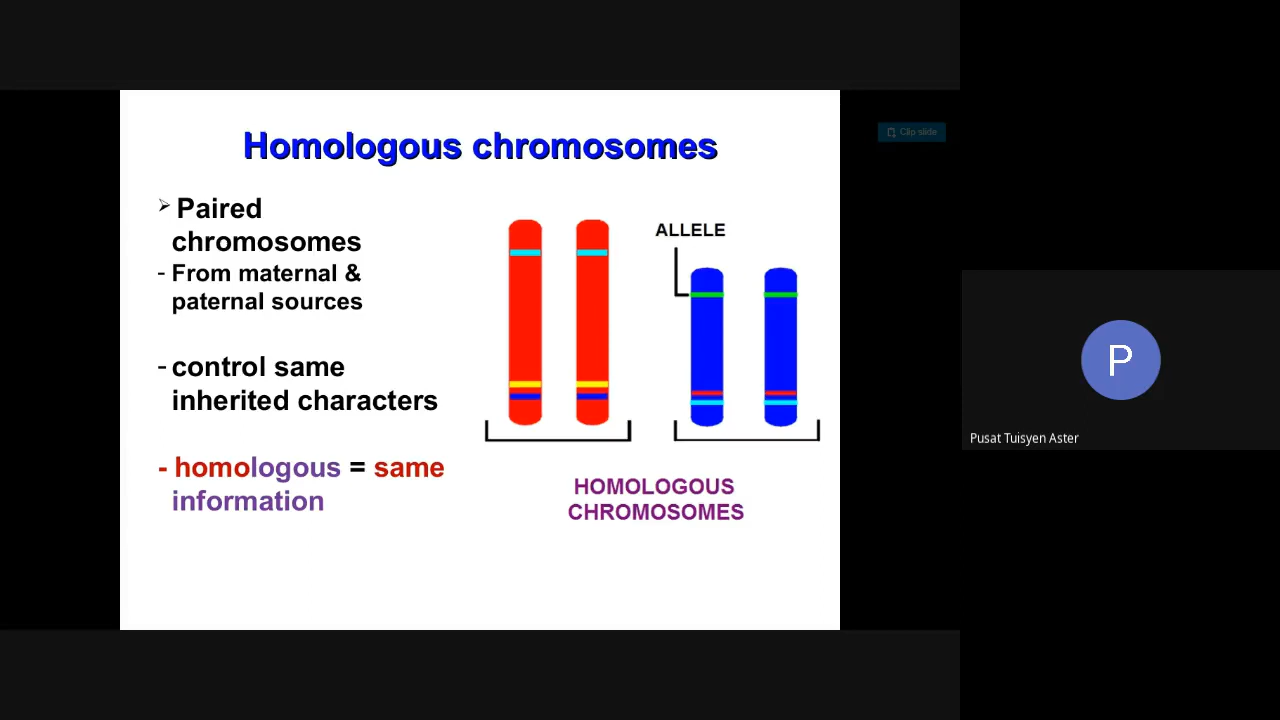 Homologous chromosomes
➢ Paired
chromosomes
- From maternal &
paternal sources
- control same
inherited characters
- homologous = same
information
ALLELE
HOMOLOGOUS
CHROMOSOMES
Clip slide
P
Pusat Tuisyen Aster